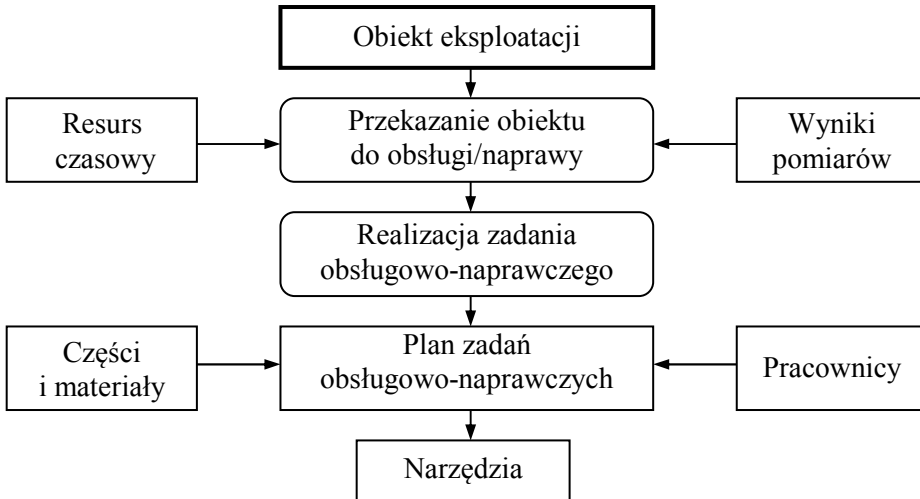 Obiekt eksploatacji
Resurs
czasowy
Przekazanie obiektu
do obsługi/naprawy
Wyniki
pomiarów
Realizacja zadania
obsługowo-naprawczego
Części
i materiały
Plan zadań
obsługowo-naprawczych
Pracownicy
Narzędzia